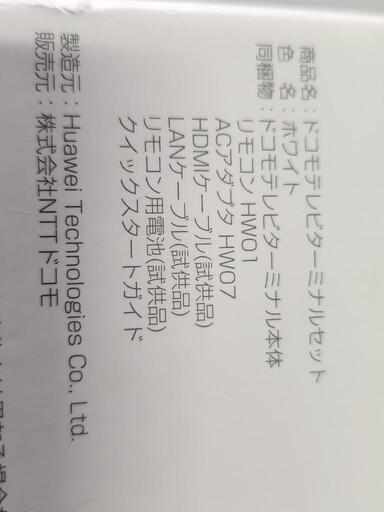 商品名：ドコモテレビターミナルセット
色　名：ホワイト
同梱物：ドコモテレビターミナル本体
リモコン HW01
ACアダプタ HW07
HDMIケーブル(試供品)
LANケーブル(試供品)
リモコン用電池(試供品)
クイックスタートガイド
製造元：Huawei Technologies Co., Ltd.
販売元：株式会社NTTドコモ